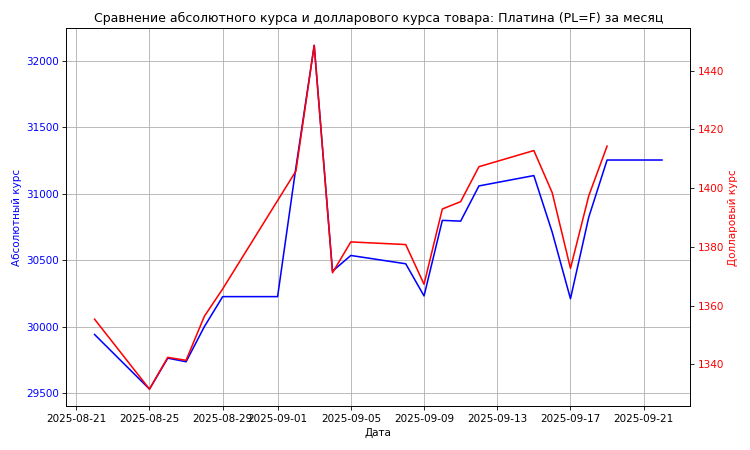 Сравнение абсолютного курса и долларового курса товара: Платина (PL=F) за месяц
Абсолютный курс
32000
31500
31000
30500
30000
29500
1440
1420
1400
1380
1360
1340
Долларовый курс
2025-08-21 2025-08-25 2025-08-29 2025-09-01 2025-09-05 2025-09-09 2025-09-13 2025-09-17 2025-09-21
Дата